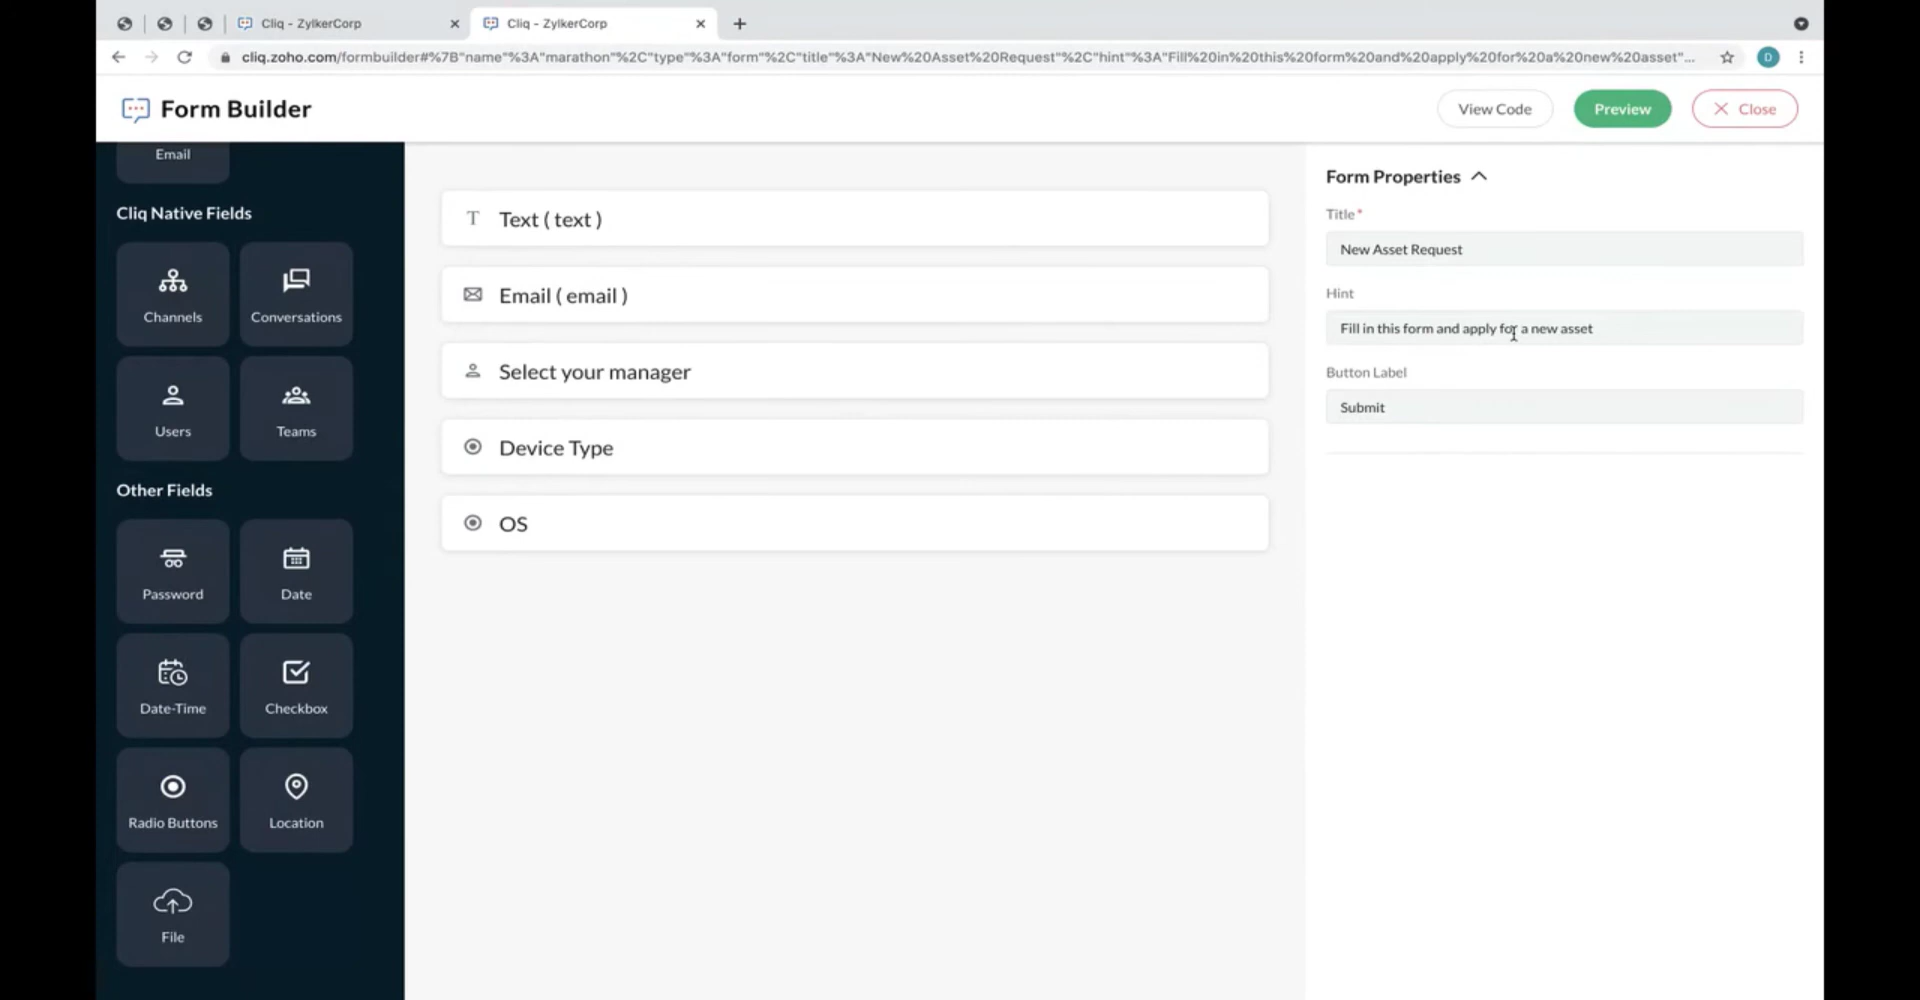 Cliq - ZylkerCorp
Cliq - ZylkerCorp
cliq.zoho.com/formbuilder#%7B"name"%3A"marathon"%2C"type"%3A"form"%2C"title"%3A"New%20Asset%20Request"%2C"hint"%3A"Fill%20in%20this%20form%20and%20apply%20for%20a%20new%20asset"...
D
Form Builder
View Code
Preview
Close
Email
Cliq Native Fields
Channels
Conversations
Users
Teams
Other Fields
Password
Date
Date-Time
Checkbox
Radio Buttons
Location
File
T Text ( text )
Email ( email )
Select your manager
Device Type
OS
Form Properties
Title*
New Asset Request
Hint
Fill in this form and apply for a new asset
Button Label
Submit